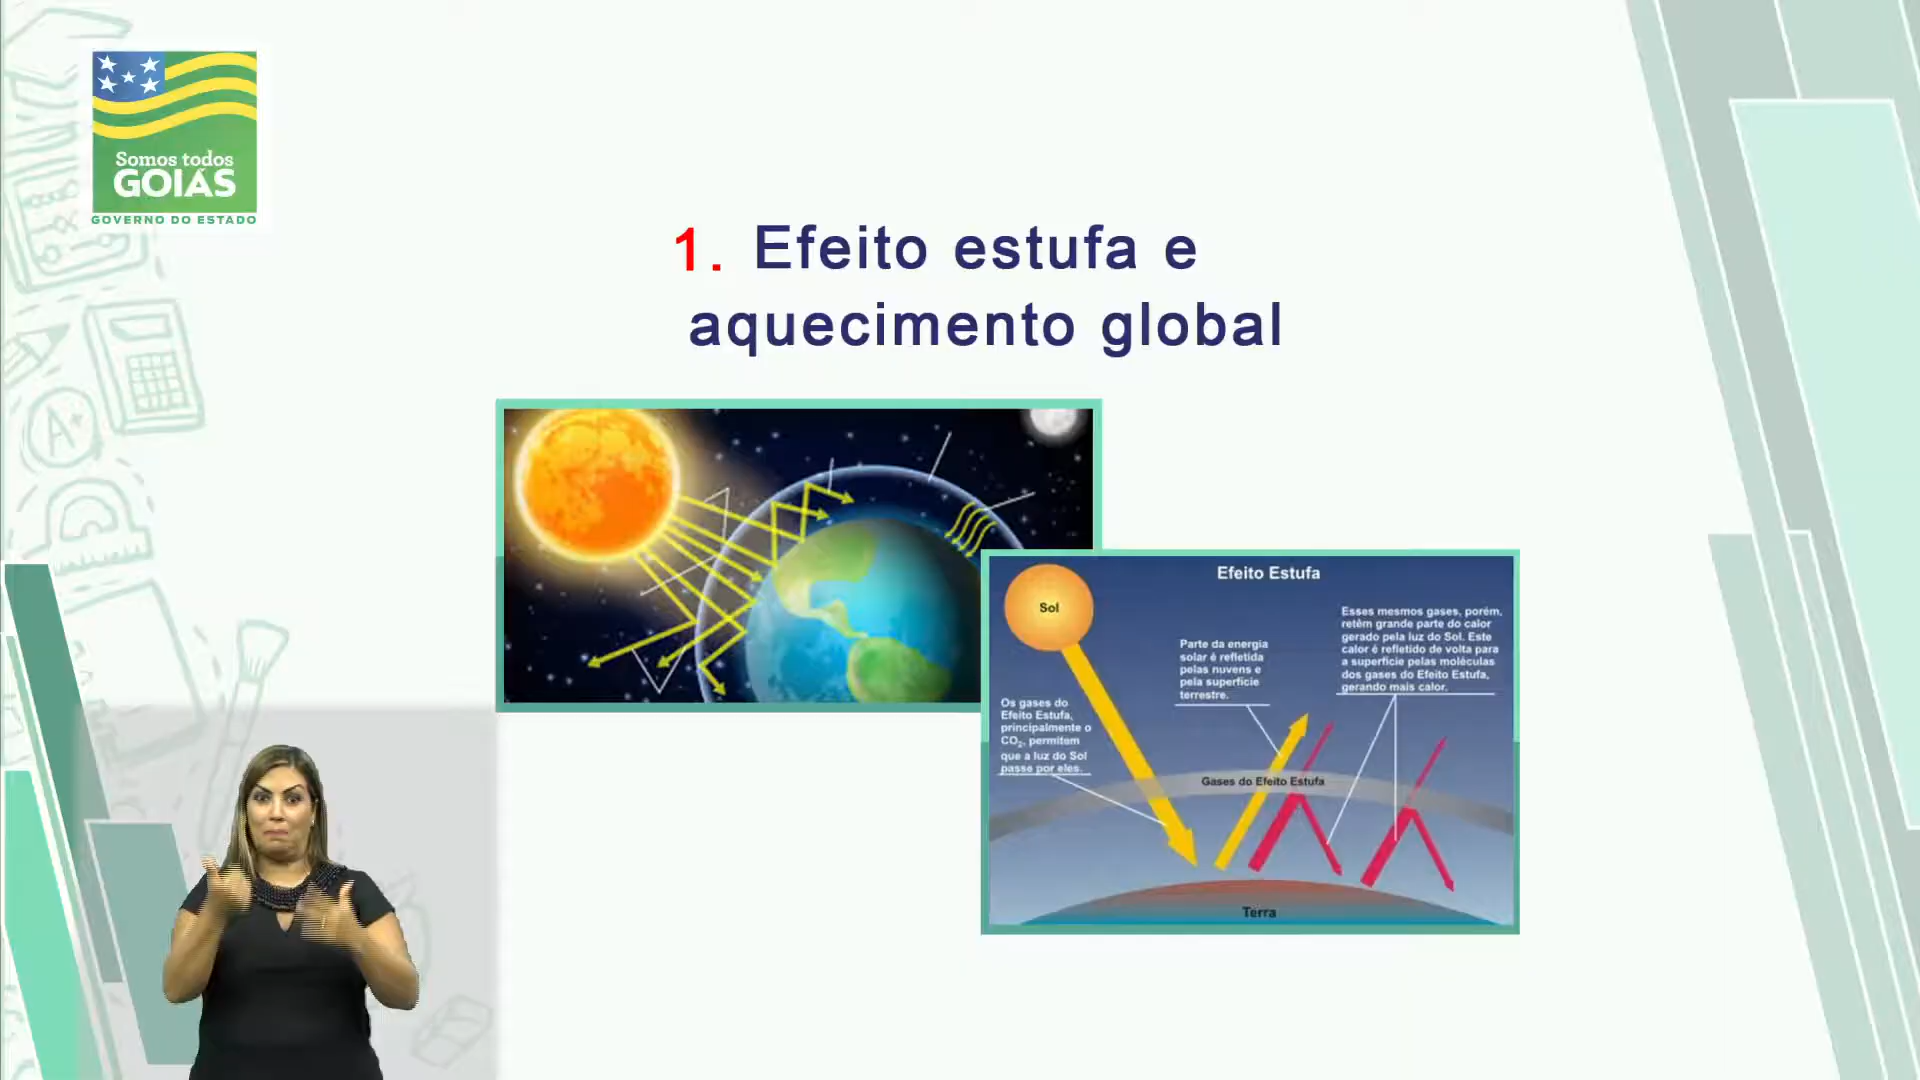 Somos todos
GOIÁS
GOVERNO DO ESTADO
1. Efeito estufa e
aquecimento global
Efeito Estufa
Sol
Esses mesmos gases, porém,
retêm grande parte do calor
gerado pela luz do Sol. Este
calor é refletido de volta para
a superfície pelas moléculas
dos gases do Efeito Estufa,
gerando mais calor.
Parte da energia
solar é refletida
pelas nuvens e
pela superfície
terrestre.
Os gases do
Efeito Estufa,
principalmente o
CO₂, permitem
que a luz do Sol
passe por eles.
Gases do Efeito Estufa
Terra
A+